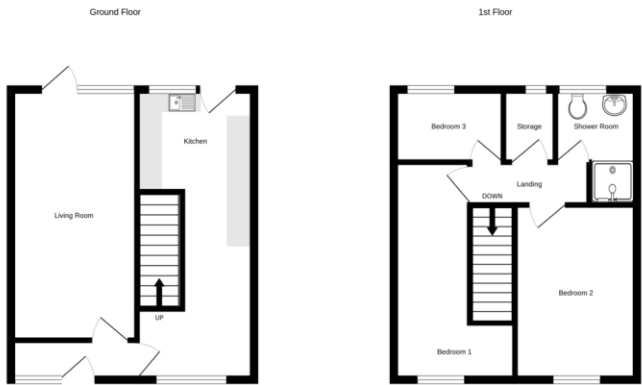 Ground Floor
Kitchen
Living Room
UP
1st Floor
Bedroom 3
Storage
Shower Room
Landing
DOWN
Bedroom 2
Bedroom 1